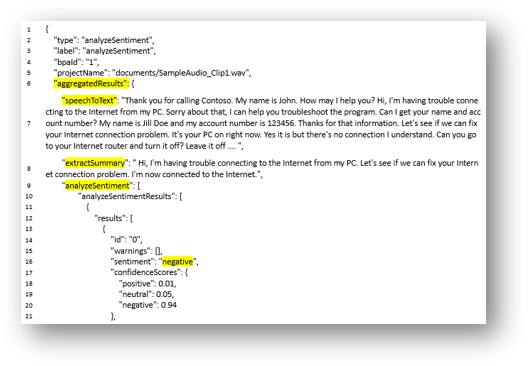 1 {
2 "type": "analyzeSentiment",
3 "label": "analyzeSentiment",
4 "bpaId": "1",
5 "projectName": "documents/SampleAudio_Clip1.wav",
6 "aggregatedResults": {
"speechToText": "Thank you for calling Contoso. My name is John. How may I help you? Hi, I'm having trouble conne
cting to the Internet from my PC. Sorry about that, I can help you troubleshoot the program. Can I get your name and acc
ount number? My name is Jill Doe and my account number is 123456. Thanks for that information. Let's see if we can fix
7 your Internet connection problem. It's your PC on right now. Yes it is but there's no connection I understand. Can you go
to your Internet router and turn it off? Leave it off .... ",
"extractSummary": " Hi, I'm having trouble connecting to the Internet from my PC. Let's see if we can fix your Intern
8 et connection problem. I'm now connected to the Internet.",
9 "analyzeSentiment": [
10 "analyzeSentimentResults": [
11 {
12 "results": [
13 {
14 "id": "0",
15 "warnings": [],
16 "sentiment": "negative",
17 "confidenceScores": {
18 "positive": 0.01,
19 "neutral": 0.05,
20 "negative": 0.94
21 },